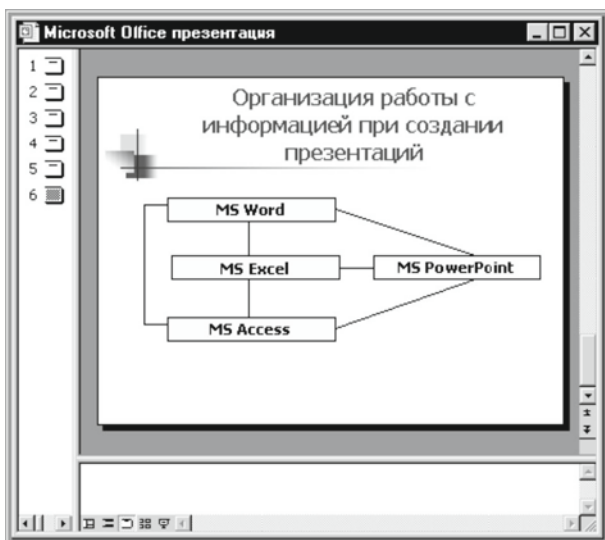 Microsoft Office презентация
1
2
3
4
5
6
Организация работы с
информацией при создании
презентаций
MS Word
MS Excel
MS PowerPoint
MS Access